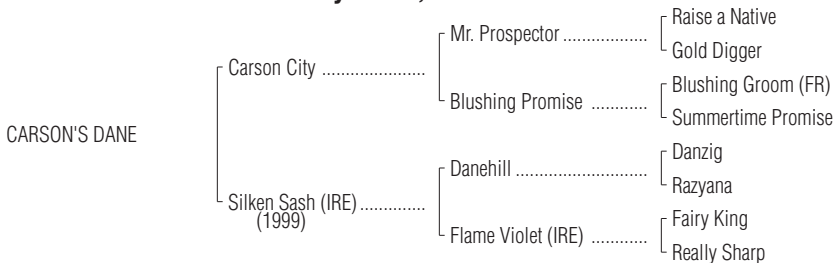 Raise a Native
Mr. Prospector ..................
Gold Digger
Carson City ......................
Blushing Groom (FR)
Blushing Promise ............
Summertime Promise
CARSON'S DANE
Danzig
Danehill ............................
Razyana
Silken Sash (IRE)..............
(1999)
Fairy King
Flame Violet (IRE) ............
Really Sharp